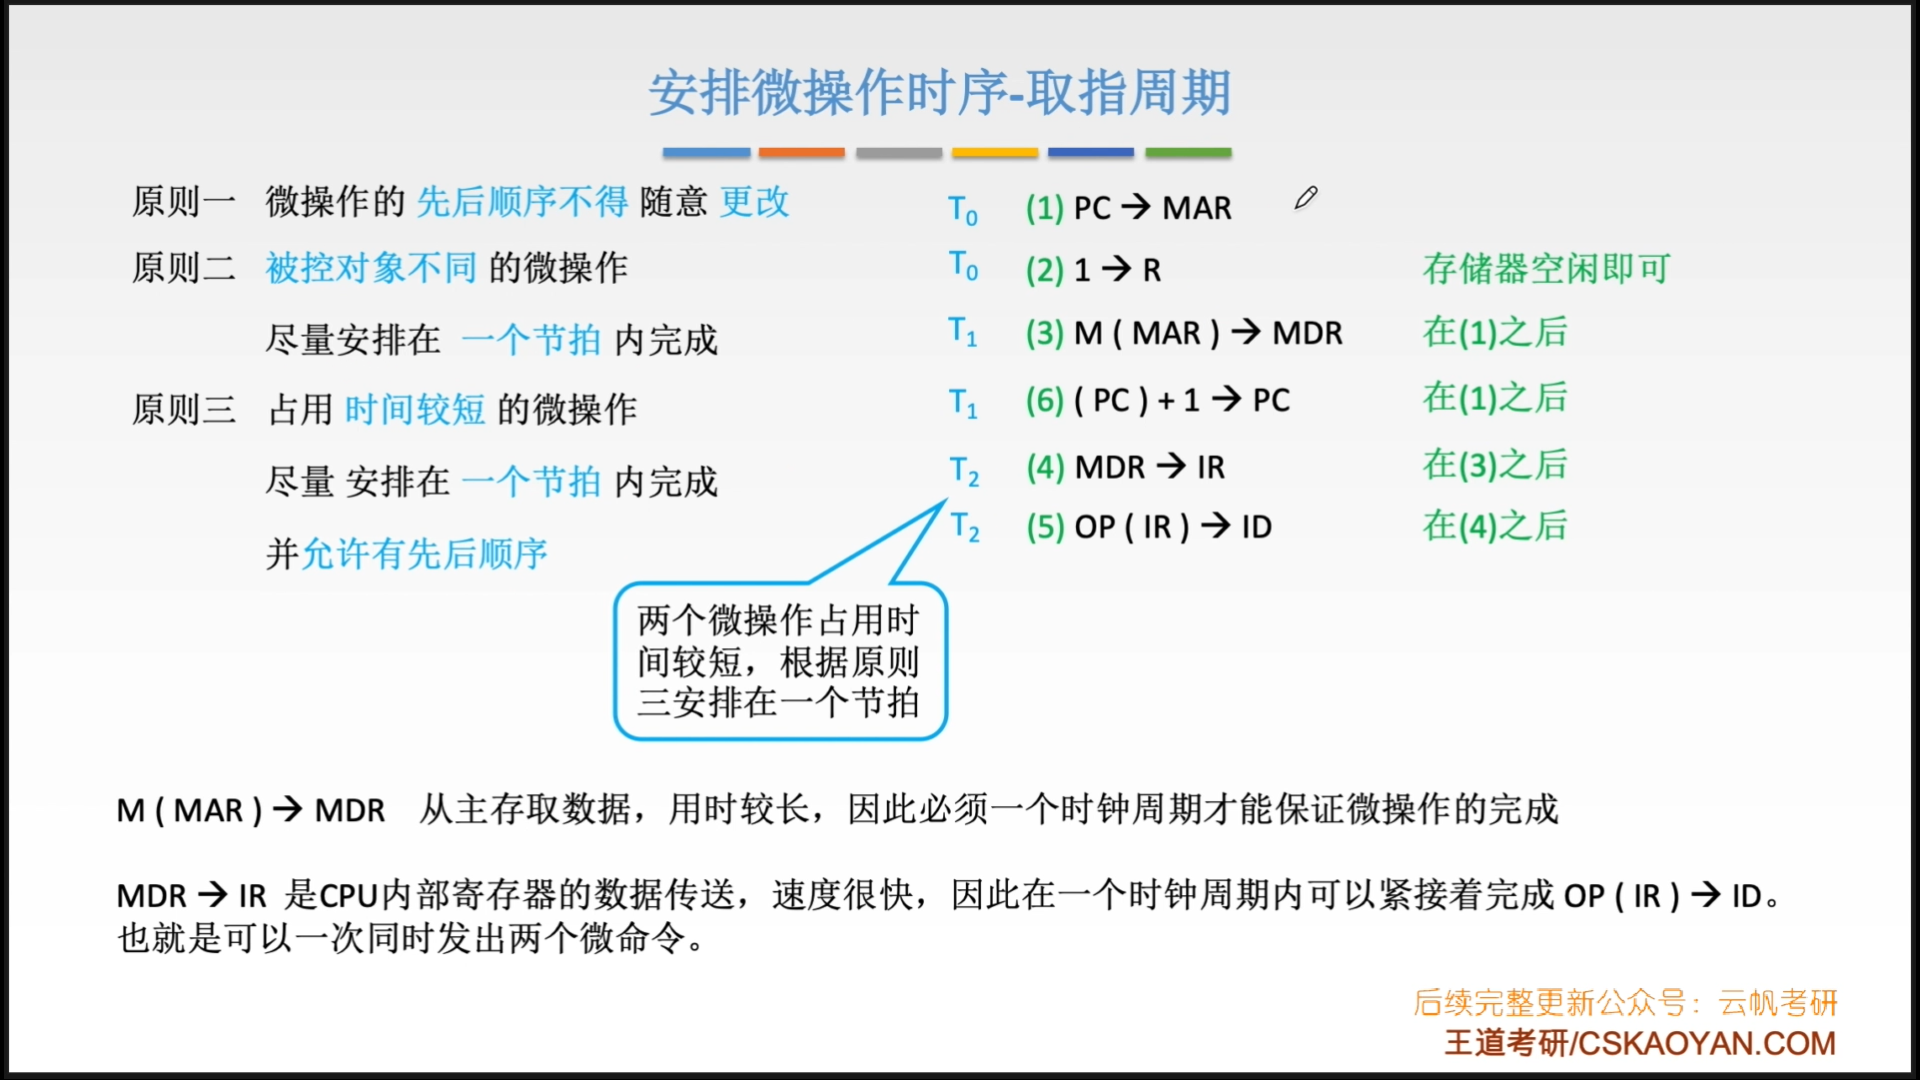 安排微操作时序-取指周期
原则一 微操作的 先后顺序不得 随意 更改
原则二 被控对象不同 的微操作
尽量安排在 一个节拍 内完成
原则三 占用 时间较短 的微操作
尽量 安排在 一个节拍 内完成
并允许有先后顺序
T0 (1) PC → MAR
T0 (2) 1 → R 存储器空闲即可
T1 (3) M ( MAR ) → MDR 在(1)之后
T1 (6) ( PC ) + 1 → PC 在(1)之后
T2 (4) MDR → IR 在(3)之后
T2 (5) OP ( IR ) → ID 在(4)之后
两个微操作占用时
间较短，根据原则
三安排在一个节拍
M ( MAR ) → MDR 从主存取数据，用时较长，因此必须一个时钟周期才能保证微操作的完成
MDR → IR 是CPU内部寄存器的数据传送，速度很快，因此在一个时钟周期内可以紧接着完成 OP ( IR ) → ID。
也就是可以一次同时发出两个微命令。
后续完整更新公众号：云帆考研
王道考研/CSKAOYAN.COM